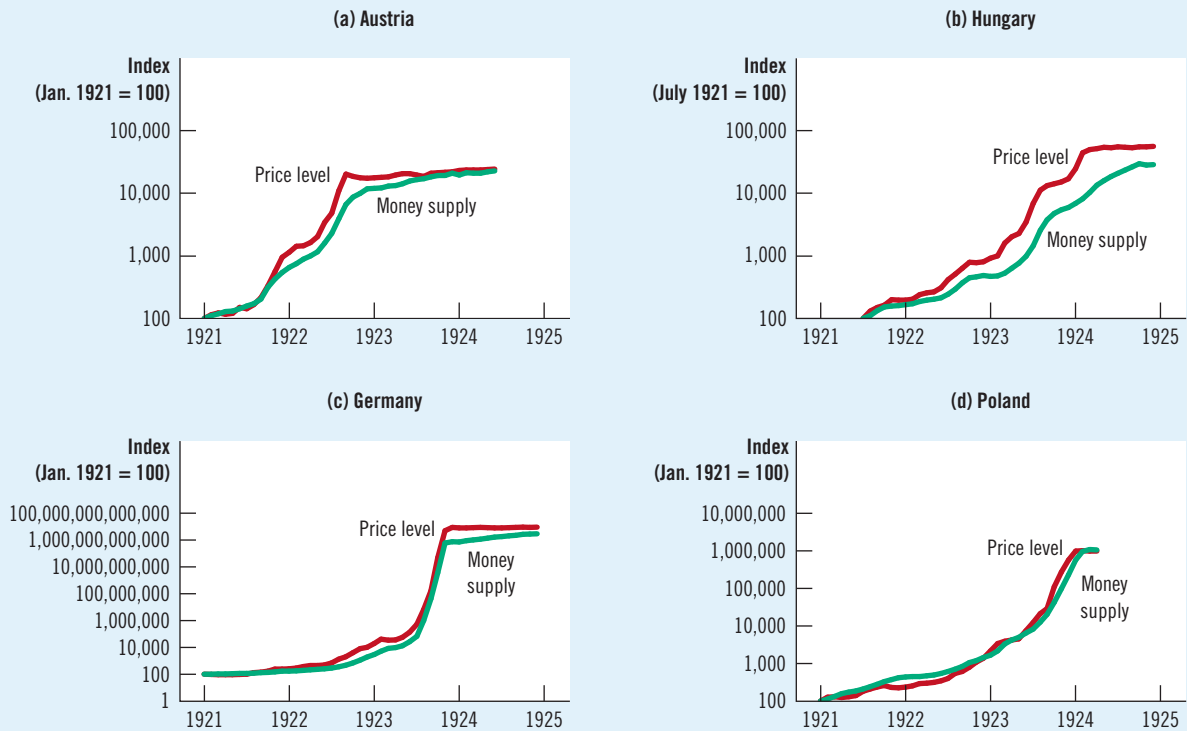 (a) Austria
Index
(Jan. 1921 = 100)
100,000
10,000
1,000
100
Price level
Money supply
1921 1922 1923 1924 1925
(b) Hungary
Index
(July 1921 = 100)
100,000
10,000
1,000
100
Price level
Money supply
1921 1922 1923 1924 1925
(c) Germany
Index
(Jan. 1921 = 100)
100,000,000,000,000
1,000,000,000,000
10,000,000,000
100,000,000
1,000,000
10,000
100
1
Price level
Money
supply
1921 1922 1923 1924 1925
(d) Poland
Index
(Jan. 1921 = 100)
10,000,000
1,000,000
100,000
10,000
1,000
100
Price level
Money
supply
1921 1922 1923 1924 1925